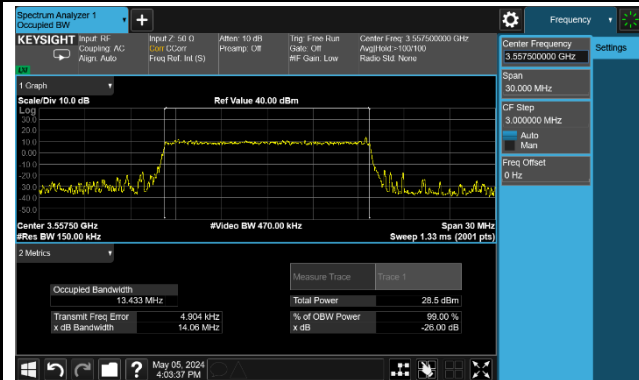 Spectrum Analyzer 1
Occupied BW
Frequency
KEYSIGHT
Input: RF
Coupling: AC
Align: Auto
Input Z: 50 Ω
Corr CCorr
Freq Ref: Int (S)
Atten: 10 dB
Preamp: Off
Trig: Free Run
Gate: Off
#IF Gain: Low
Center Freq: 3.557500000 GHz
Avg|Hold:>100/100
Radio Std: None
LXI
Center Frequency
3.557500000 GHz
Settings
Span
30.000 MHz
CF Step
3.000000 MHz
Auto
Man
Freq Offset
0 Hz
1 Graph
Scale/Div 10.0 dB
Ref Value 40.00 dBm
Log
30.0
20.0
10.0
0.00
-10.0
-20.0
-30.0
-40.0
-50.0
Center 3.55750 GHz
#Video BW 470.00 kHz
Span 30 MHz
#Res BW 150.00 kHz
Sweep 1.33 ms (2001 pts)
2 Metrics
Measure Trace
Trace 1
Occupied Bandwidth
13.433 MHz
Total Power
28.5 dBm
Transmit Freq Error
4.904 kHz
% of OBW Power
99.00 %
x dB Bandwidth
14.06 MHz
x dB
-26.00 dB
?
May 05, 2024
4:03:37 PM